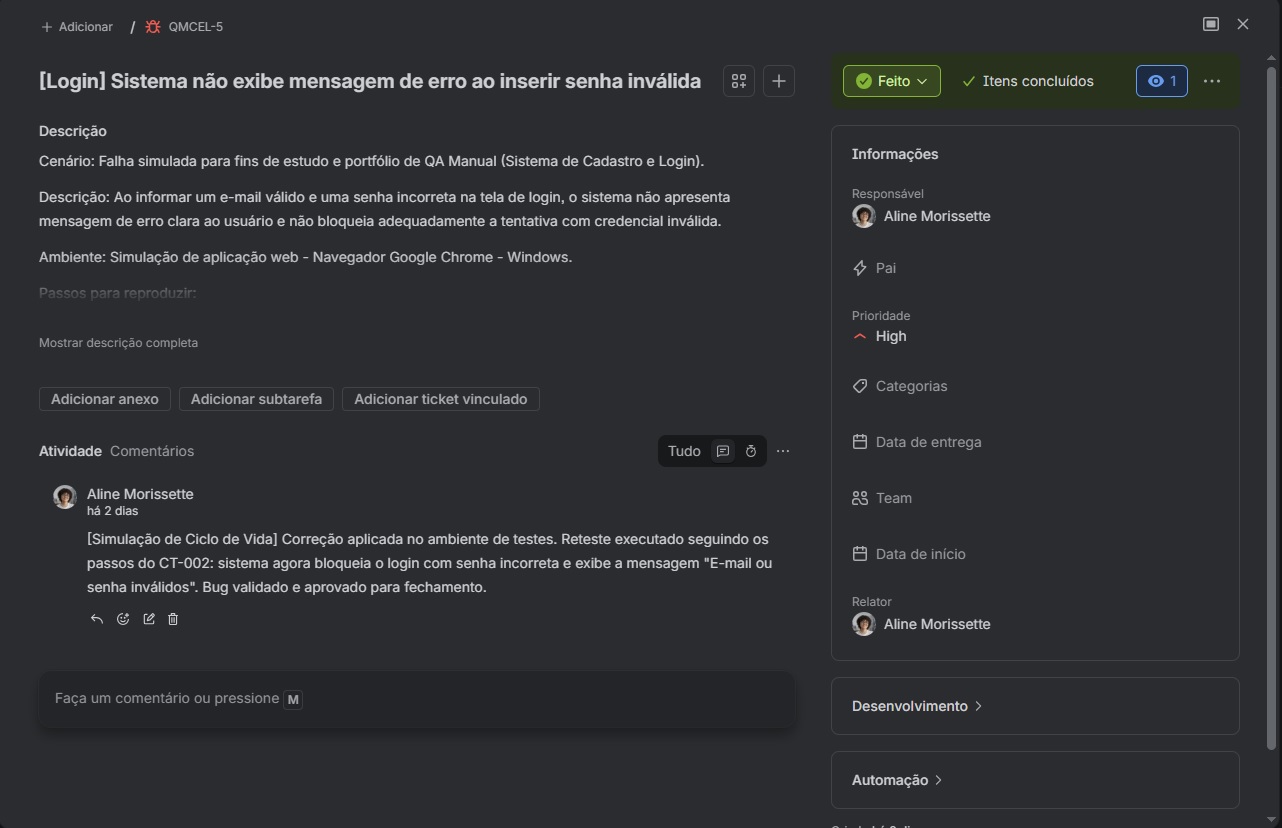 Adicionar / QMCEL-5
[Login] Sistema não exibe mensagem de erro ao inserir senha inválida
Descrição
Cenário: Falha simulada para fins de estudo e portfólio de QA Manual (Sistema de Cadastro e Login).
Descrição: Ao informar um e-mail válido e uma senha incorreta na tela de login, o sistema não apresenta
mensagem de erro clara ao usuário e não bloqueia adequadamente a tentativa com credencial inválida.
Ambiente: Simulação de aplicação web - Navegador Google Chrome - Windows.
Passos para reproduzir:
Mostrar descrição completa
Adicionar anexo
Adicionar subtarefa
Adicionar ticket vinculado
Atividade Comentários
Tudo
Aline Morissette
há 2 dias
[Simulação de Ciclo de Vida] Correção aplicada no ambiente de testes. Reteste executado seguindo os
passos do CT-002: sistema agora bloqueia o login com senha incorreta e exibe a mensagem "E-mail ou
senha inválidos". Bug validado e aprovado para fechamento.
Faça um comentário ou pressione M
Feito
Itens concluídos
1
Informações
Responsável
Aline Morissette
Pai
Prioridade
High
Categorias
Data de entrega
Team
Data de início
Relator
Aline Morissette
Desenvolvimento
Automação